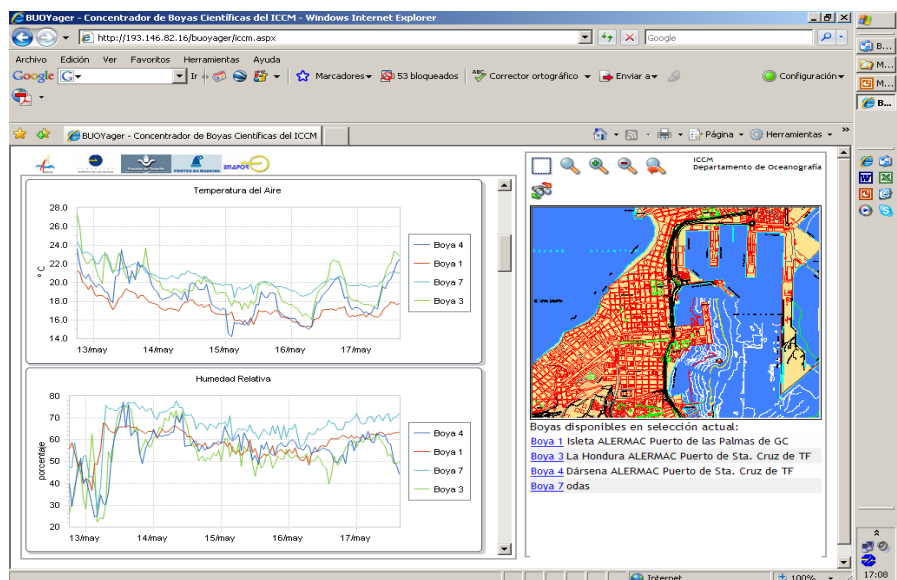 BUOYager - Concentrador de Boyas Científicas del ICCM - Windows Internet Explorer
http://193.146.82.16/buoyager/iccm.aspx
Google
Archivo Edición Ver Favoritos Herramientas Ayuda
Google G Ir Marcadores 53 bloqueados Corrector ortográfico Enviar a Configuración
BUOYager - Concentrador de Boyas Científicas del ICCM
Página Herramientas »
PORTOS DA MADEIRA ENAPOR
ICCM
Departamento de Oceanografía
Temperatura del Aire
28.0
26.0
24.0
22.0
20.0
18.0
16.0
14.0
° C
13/may 14/may 15/may 16/may 17/may
Boya 4
Boya 1
Boya 7
Boya 3
Humedad Relativa
80
70
60
50
40
30
20
porcentaje
13/may 14/may 15/may 16/may 17/may
Boya 4
Boya 1
Boya 7
Boya 3
Boyas disponibles en selección actual:
Boya 1 Isleta ALERMAC Puerto de las Palmas de GC
Boya 3 La Hondura ALERMAC Puerto de Sta. Cruz de TF
Boya 4 Dársena ALERMAC Puerto de Sta. Cruz de TF
Boya 7 odas
Internet 100%
B...
M...
M...
B...
17:08